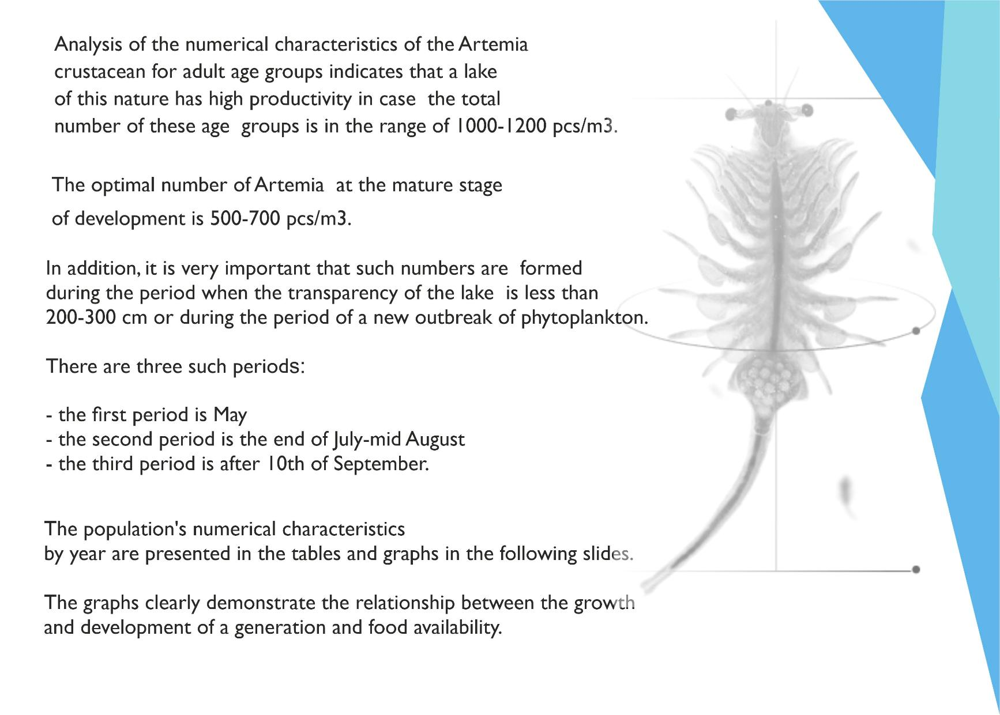 Analysis of the numerical characteristics of the Artemia
crustacean for adult age groups indicates that a lake
of this nature has high productivity in case  the total
number of these age  groups is in the range of 1000-1200 pcs/m3.
The optimal number of Artemia  at the mature stage
of development is 500-700 pcs/m3.
In addition, it is very important that such numbers are  formed
during the period when the transparency of the lake  is less than
200-300 cm or during the period of a new outbreak of phytoplankton.
There are three such periods:
- the first period is May
- the second period is the end of July-mid August
- the third period is after 10th of September.
The population's numerical characteristics
by year are presented in the tables and graphs in the following slides.
The graphs clearly demonstrate the relationship between the growth
and development of a generation and food availability.